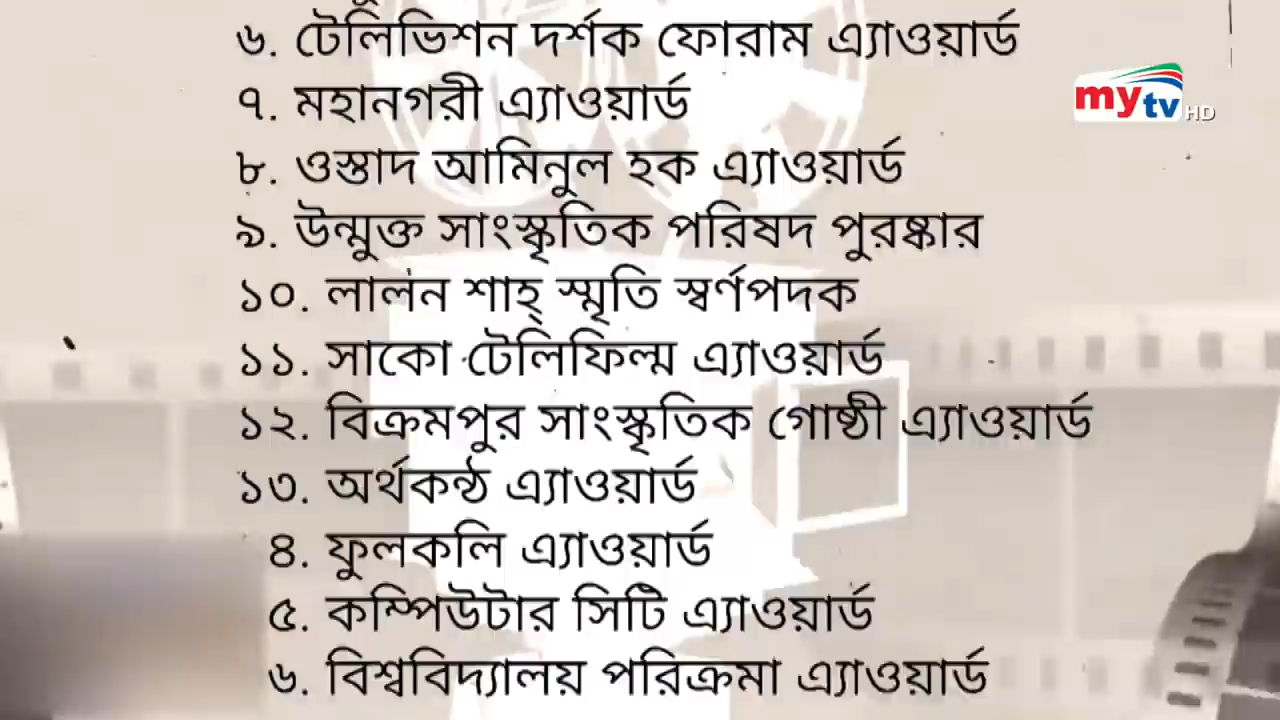 ৬. টেলিভিশন দর্শক ফোরাম এ্যাওয়ার্ড
৭. মহানগরী এ্যাওয়ার্ড
my tv HD
৮. ওস্তাদ আমিনুল হক এ্যাওয়ার্ড
৯. উন্মুক্ত সাংস্কৃতিক পরিষদ পুরষ্কার
১০. লালন শাহ্ স্মৃতি স্বর্ণপদক
১১. সাকো টেলিফিল্ম এ্যাওয়ার্ড
১২. বিক্রমপুর সাংস্কৃতিক গোষ্ঠী এ্যাওয়ার্ড
১৩. অর্থকন্ঠ এ্যাওয়ার্ড
৪. ফুলকলি এ্যাওয়ার্ড
৫. কম্পিউটার সিটি এ্যাওয়ার্ড
৬. বিশ্ববিদ্যালয় পরিক্রমা এ্যাওয়ার্ড